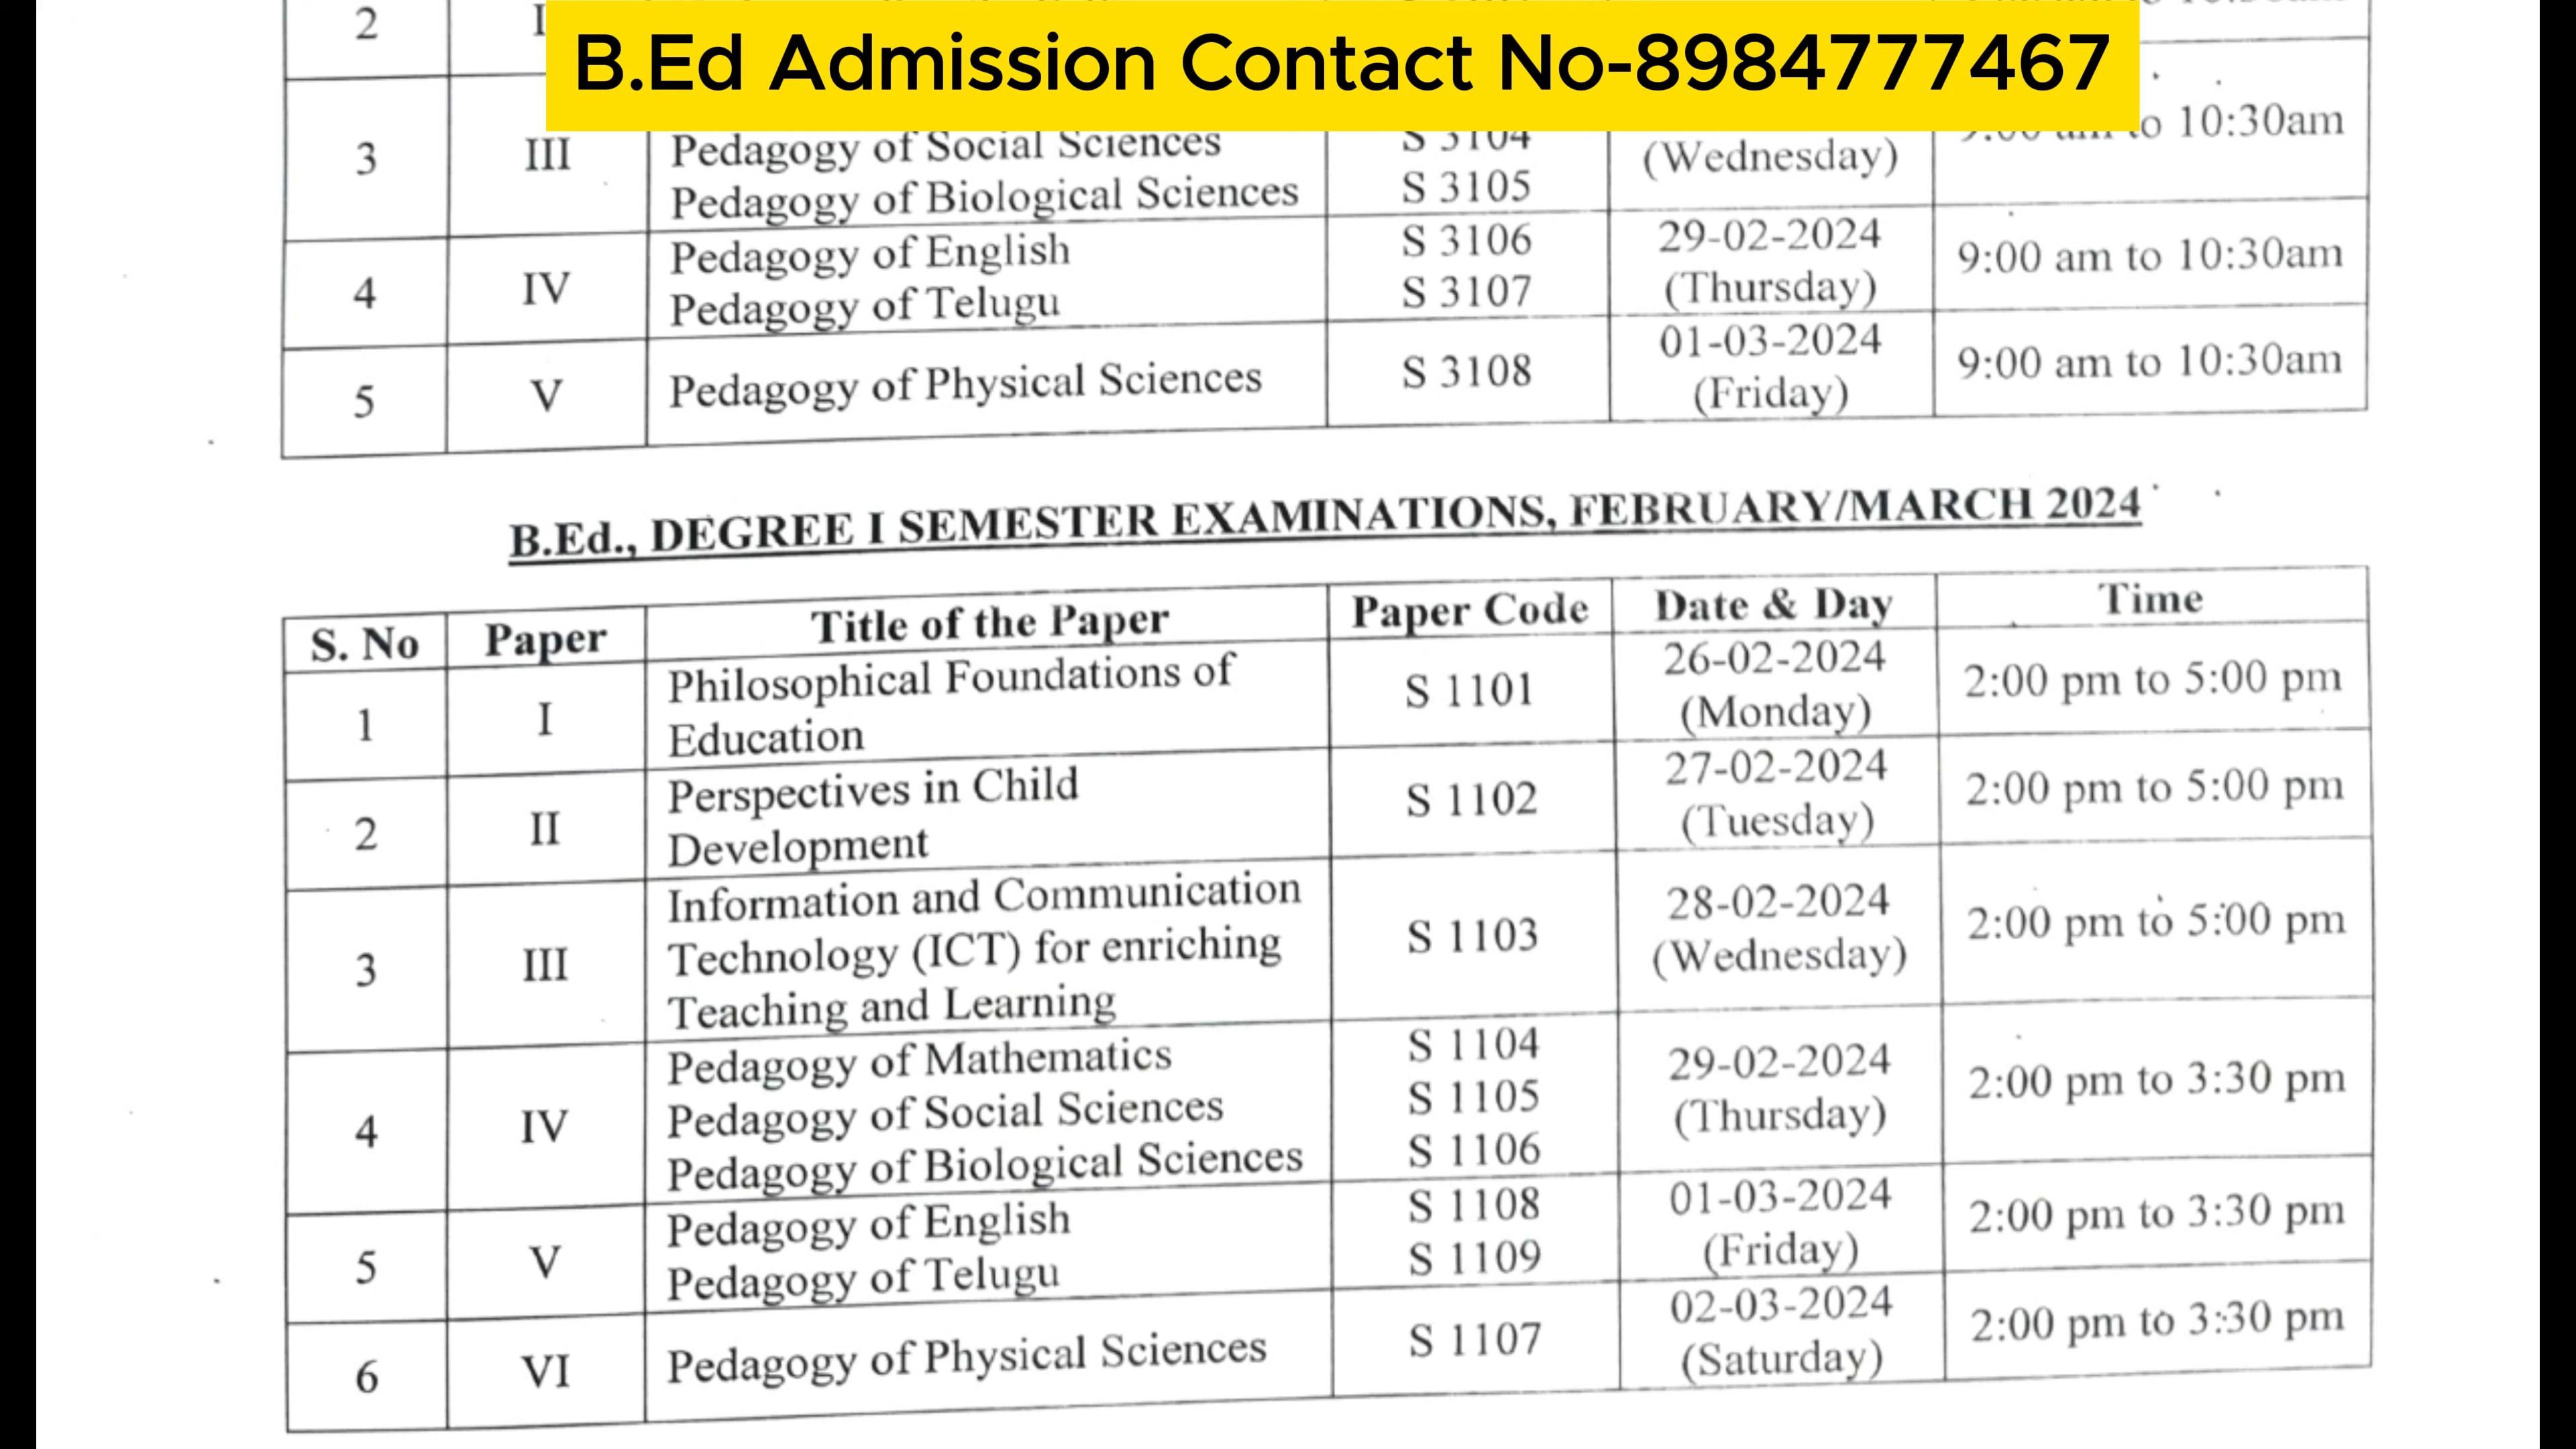 B.Ed Admission Contact No-8984777467
2
3 III Pedagogy of Social Sciences S 3104 (Wednesday) 9:00 am to 10:30am
Pedagogy of Biological Sciences S 3105
4 IV Pedagogy of English S 3106 29-02-2024 9:00 am to 10:30am
Pedagogy of Telugu S 3107 (Thursday)
5 V Pedagogy of Physical Sciences S 3108 01-03-2024 9:00 am to 10:30am
(Friday)
B.Ed., DEGREE I SEMESTER EXAMINATIONS, FEBRUARY/MARCH 2024
S. No Paper Title of the Paper Paper Code Date & Day Time
1 I Philosophical Foundations of S 1101 26-02-2024 2:00 pm to 5:00 pm
Education (Monday)
2 II Perspectives in Child S 1102 27-02-2024 2:00 pm to 5:00 pm
Development (Tuesday)
3 III Information and Communication S 1103 28-02-2024 2:00 pm to 5:00 pm
Technology (ICT) for enriching (Wednesday)
Teaching and Learning
4 IV Pedagogy of Mathematics S 1104 29-02-2024 2:00 pm to 3:30 pm
Pedagogy of Social Sciences S 1105 (Thursday)
Pedagogy of Biological Sciences S 1106
5 V Pedagogy of English S 1108 01-03-2024 2:00 pm to 3:30 pm
Pedagogy of Telugu S 1109 (Friday)
6 VI Pedagogy of Physical Sciences S 1107 02-03-2024 2:00 pm to 3:30 pm
(Saturday)